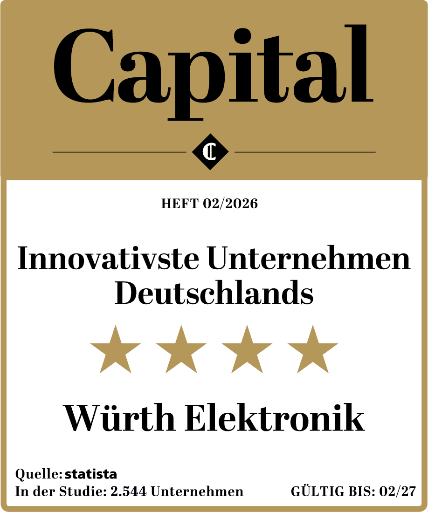 Capital
C
HEFT 02/2026
Innovativste Unternehmen
Deutschlands
Würth Elektronik
Quelle: statista
In der Studie: 2.544 Unternehmen
GÜLTIG BIS: 02/27